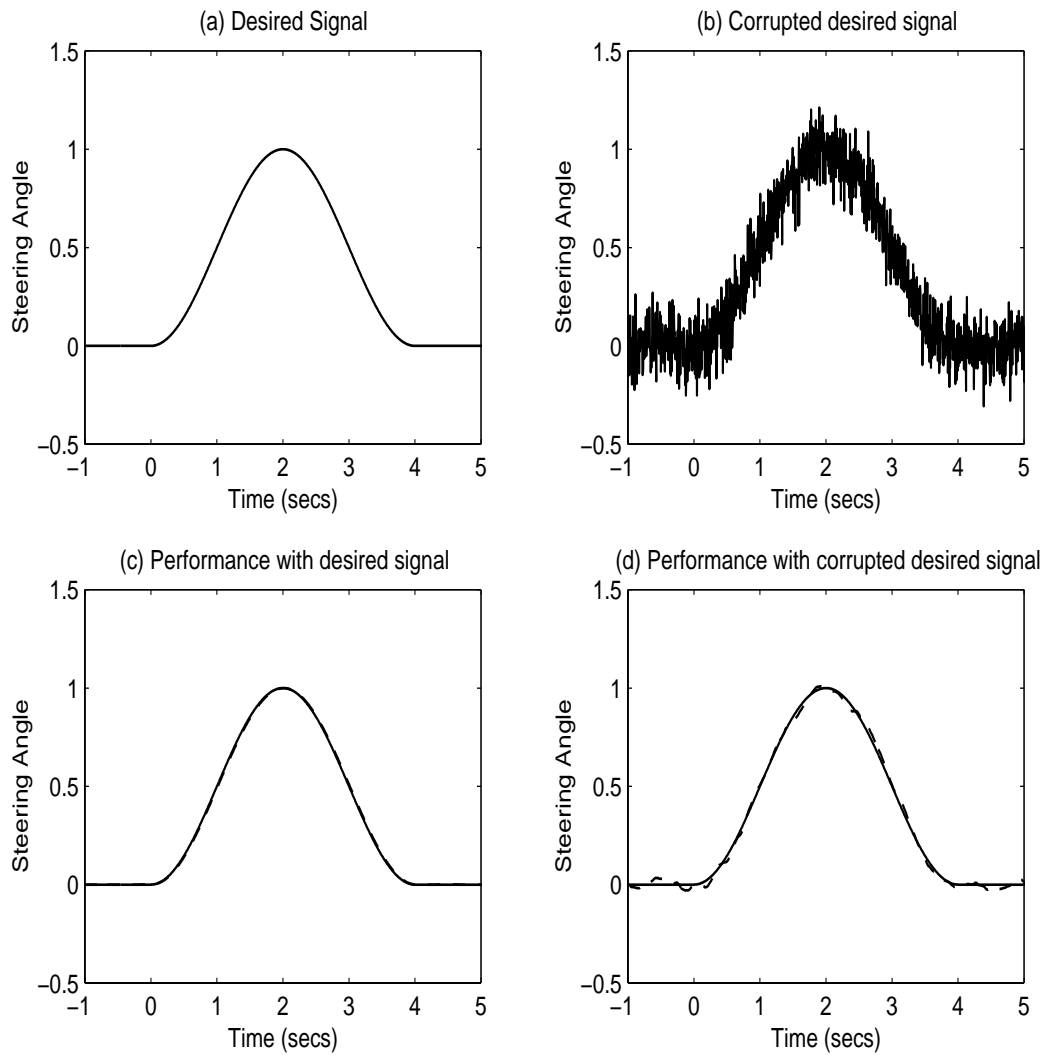 (a) Desired Signal
1.5
1
0.5
0
−0.5
−1 0 1 2 3 4 5
Steering Angle
Time (secs)
(b) Corrupted desired signal
1.5
1
0.5
0
−0.5
−1 0 1 2 3 4 5
Steering Angle
Time (secs)
(c) Performance with desired signal
1.5
1
0.5
0
−0.5
−1 0 1 2 3 4 5
Steering Angle
Time (secs)
(d) Performance with corrupted desired signal
1.5
1
0.5
0
−0.5
−1 0 1 2 3 4 5
Steering Angle
Time (secs)